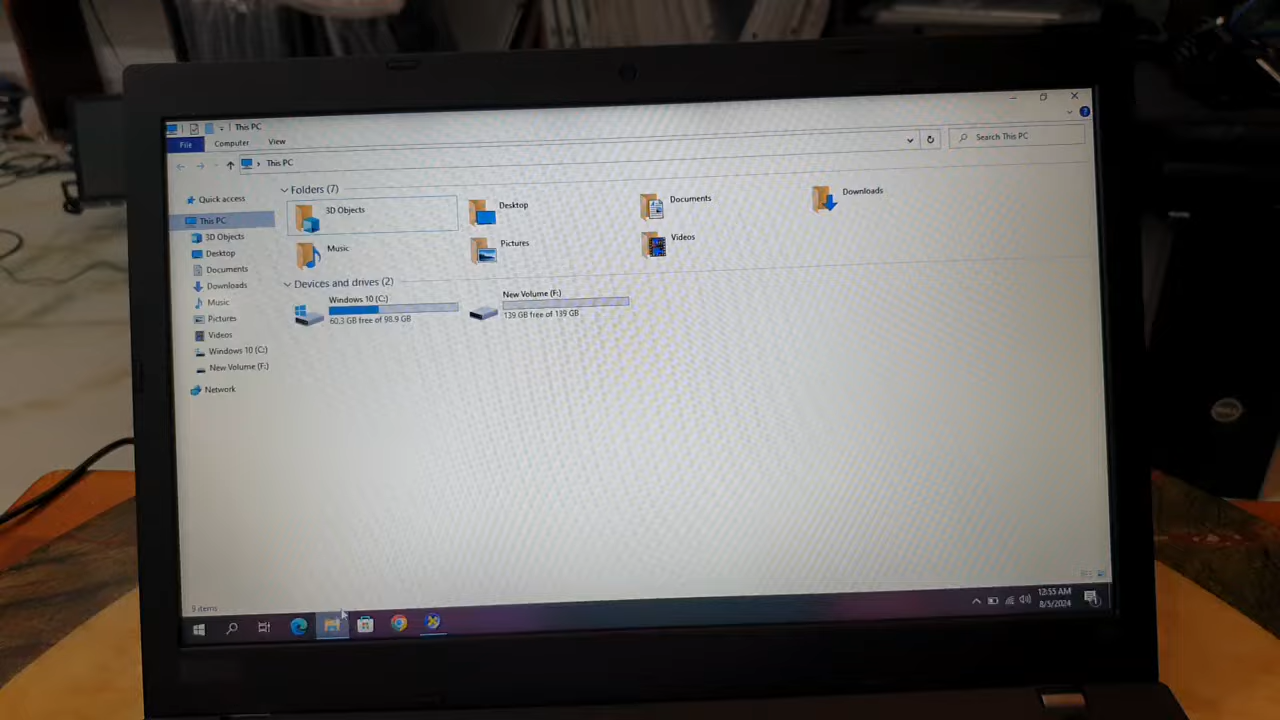 This PC
File Computer View
This PC
Search This PC
Quick access
This PC
3D Objects
Desktop
Documents
Downloads
Music
Pictures
Videos
Windows 10 (C:)
New Volume (F:)
Network
Folders (7)
3D Objects
Desktop
Documents
Downloads
Music
Pictures
Videos
Devices and drives (2)
Windows 10 (C:)
60.3 GB free of 98.9 GB
New Volume (F:)
139 GB free of 139 GB
9 items
12:55 AM
8/5/2024
DELL